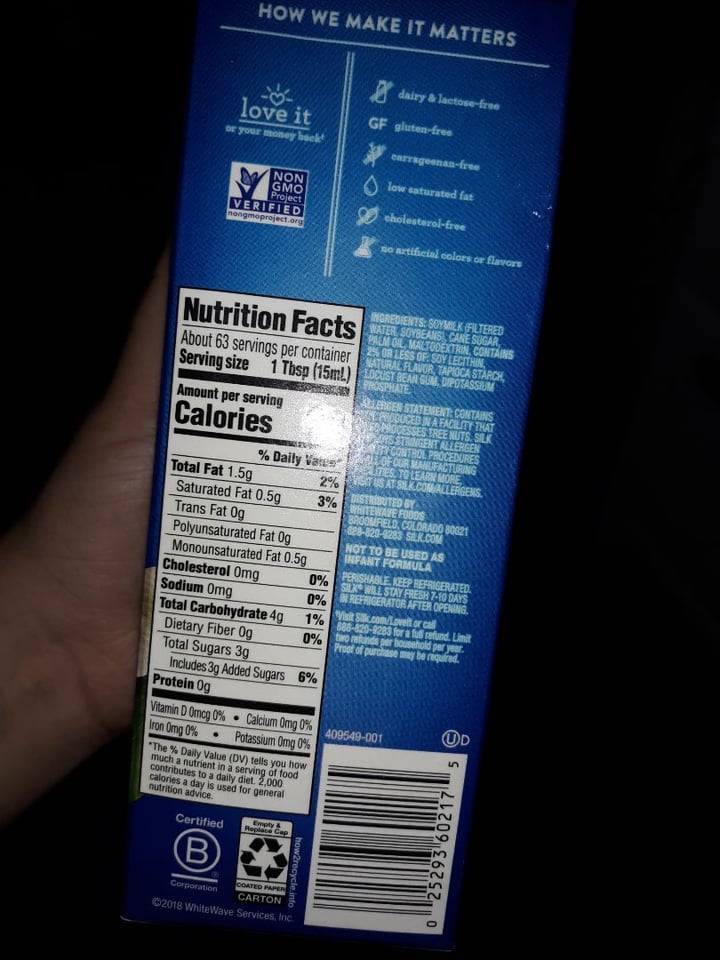 HOW WE MAKE IT MATTERS
love it
or your money back†
NON
GMO
Project
VERIFIED
nongmoproject.org
dairy & lactose-free
GF gluten-free
carrageenan-free
low saturated fat
cholesterol-free
no artificial colors or flavors
Nutrition Facts
About 63 servings per container
Serving size 1 Tbsp (15mL)
Amount per serving
Calories
% Daily Value*
Total Fat 1.5g 2%
Saturated Fat 0.5g 3%
Trans Fat 0g
Polyunsaturated Fat 0g
Monounsaturated Fat 0.5g
Cholesterol 0mg 0%
Sodium 0mg 0%
Total Carbohydrate 4g 1%
Dietary Fiber 0g 0%
Total Sugars 3g
Includes 3g Added Sugars 6%
Protein 0g
Vitamin D 0mcg 0% • Calcium 0mg 0%
Iron 0mg 0% • Potassium 0mg 0%
*The % Daily Value (DV) tells you how
much a nutrient in a serving of food
contributes to a daily diet. 2,000
calories a day is used for general
nutrition advice.
INGREDIENTS: SOYMILK (FILTERED
WATER, SOYBEANS), CANE SUGAR,
PALM OIL, MALTODEXTRIN, CONTAINS
2% OR LESS OF: SOY LECITHIN,
NATURAL FLAVOR, TAPIOCA STARCH,
LOCUST BEAN GUM, DIPOTASSIUM
PHOSPHATE.
ALLERGEN STATEMENT: CONTAINS
PRODUCED IN A FACILITY THAT
PROCESSES TREE NUTS. SILK
STRINGENT ALLERGEN
CONTROL PROCEDURES
OUR MANUFACTURING
TO LEARN MORE,
VISIT US AT SILK.COM/ALLERGENS.
DISTRIBUTED BY
WHITEWAVE FOODS
BROOMFIELD, COLORADO 80021
SILK.COM
NOT TO BE USED AS
INFANT FORMULA
PERISHABLE. KEEP REFRIGERATED.
SILK® WILL STAY FRESH 7-10 DAYS
IN REFRIGERATOR AFTER OPENING.
†Visit Silk.com/LoveIt or call
888-820-9283 for a full refund. Limit
two refunds per household per year.
Proof of purchase may be required.
409549-001
UD
0 25293 60217 5
Certified
B
®
Corporation
Empty &
Replace Cap
COATED PAPER
CARTON
how2recycle.info
©2018 WhiteWave Services, Inc.